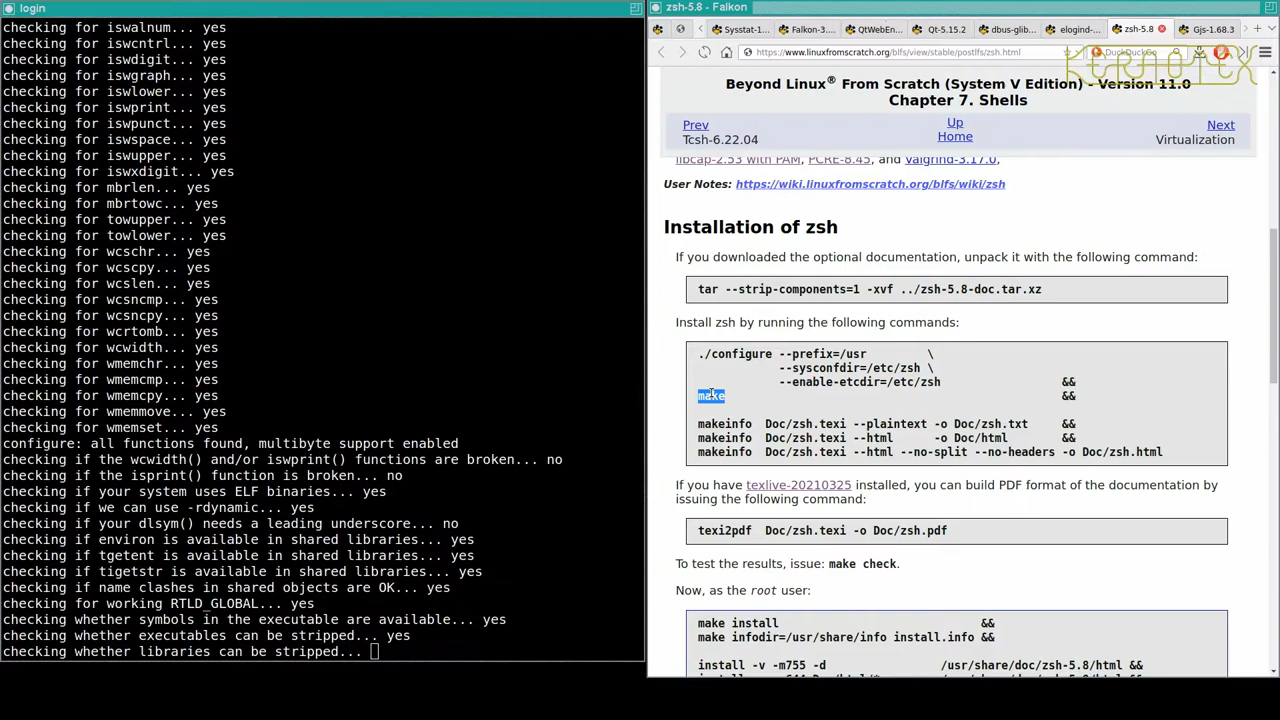 login
checking for iswalnum... yes
checking for iswcntrl... yes
checking for iswdigit... yes
checking for iswgraph... yes
checking for iswlower... yes
checking for iswprint... yes
checking for iswpunct... yes
checking for iswspace... yes
checking for iswupper... yes
checking for iswxdigit... yes
checking for mbrlen... yes
checking for mbrtowc... yes
checking for towupper... yes
checking for towlower... yes
checking for wcschr... yes
checking for wcscpy... yes
checking for wcslen... yes
checking for wcsncmp... yes
checking for wcsncpy... yes
checking for wcrtomb... yes
checking for wcwidth... yes
checking for wmemchr... yes
checking for wmemcmp... yes
checking for wmemcpy... yes
checking for wmemmove... yes
checking for wmemset... yes
configure: all functions found, multibyte support enabled
checking if the wcwidth() and/or iswprint() functions are broken... no
checking if the isprint() function is broken... no
checking if your system uses ELF binaries... yes
checking if we can use -rdynamic... yes
checking if your dlsym() needs a leading underscore... no
checking if environ is available in shared libraries... yes
checking if tgetent is available in shared libraries... yes
checking if tigetstr is available in shared libraries... yes
checking if name clashes in shared objects are OK... yes
checking for working RTLD_GLOBAL... yes
checking whether symbols in the executable are available... yes
checking whether executables can be stripped... yes
checking whether libraries can be stripped...
zsh-5.8 - Falkon
Sysstat-1... Falkon-3.... QtWebEn... Qt-5.15.2 dbus-glib... elogind-... zsh-5.8 Gjs-1.68.3
https://www.linuxfromscratch.org/blfs/view/stable/postlfs/zsh.html DuckDuckGo
Beyond Linux® From Scratch (System V Edition) - Version 11.0
Chapter 7. Shells
Prev Up Next
Tcsh-6.22.04 Home Virtualization
libcap-2.53 with PAM, PCRE-8.45, and Valgrind-3.17.0,
User Notes: https://wiki.linuxfromscratch.org/blfs/wiki/zsh
Installation of zsh
If you downloaded the optional documentation, unpack it with the following command:
tar --strip-components=1 -xvf ../zsh-5.8-doc.tar.xz
Install zsh by running the following commands:
./configure --prefix=/usr \
--sysconfdir=/etc/zsh \
--enable-etcdir=/etc/zsh &&
make &&
makeinfo Doc/zsh.texi --plaintext -o Doc/zsh.txt &&
makeinfo Doc/zsh.texi --html -o Doc/html &&
makeinfo Doc/zsh.texi --html --no-split --no-headers -o Doc/zsh.html
If you have texlive-20210325 installed, you can build PDF format of the documentation by
issuing the following command:
texi2pdf Doc/zsh.texi -o Doc/zsh.pdf
To test the results, issue: make check.
Now, as the root user:
make install &&
make infodir=/usr/share/info install.info &&
install -v -m755 -d /usr/share/doc/zsh-5.8/html &&